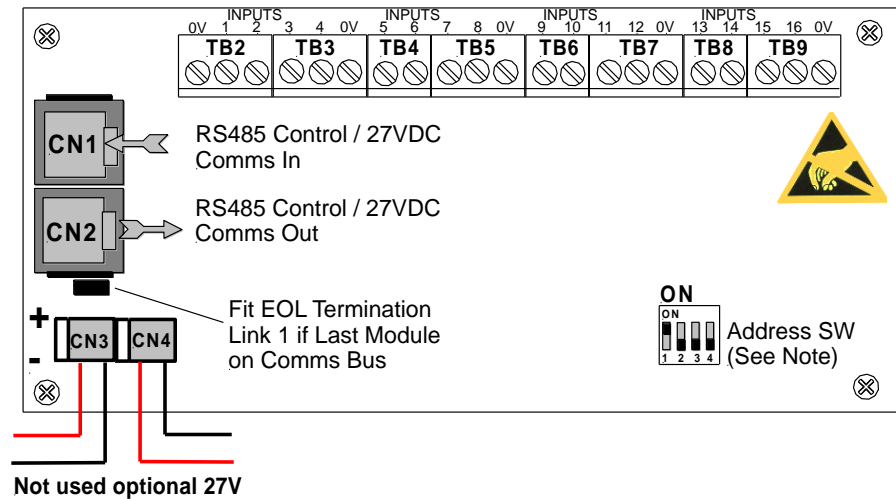 INPUTS INPUTS INPUTS INPUTS
0V 1 2 3 4 0V 5 6 7 8 0V 9 10 11 12 0V 13 14 15 16 0V
TB2 TB3 TB4 TB5 TB6 TB7 TB8 TB9
CN1
RS485 Control / 27VDC
Comms In
CN2
RS485 Control / 27VDC
Comms Out
Fit EOL Termination
Link 1 if Last Module
on Comms Bus
+
-
CN3 CN4
ON
ON
1 2 3 4
Address SW
(See Note)
Not used optional 27V